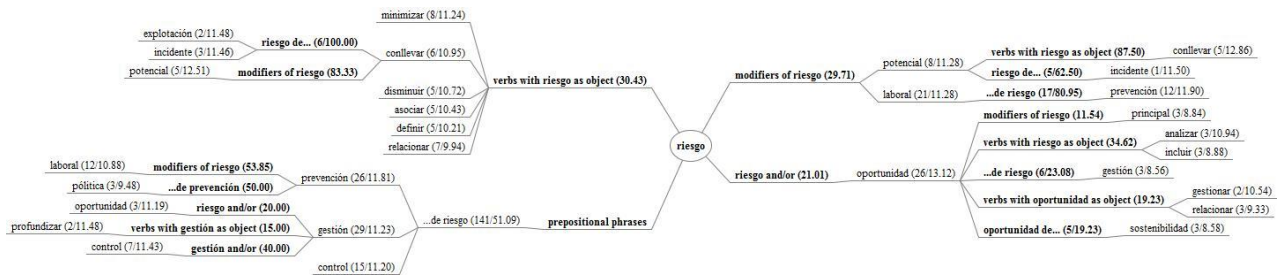 minimizar (8/11.24)
explotación (2/11.48)
incidente (3/11.46)
riesgo de... (6/100.00)
potencial (5/12.51)
modifiers of riesgo (83.33)
conllevar (6/10.95)
disminuir (5/10.72)
asociar (5/10.43)
definir (5/10.21)
relacionar (7/9.94)
verbs with riesgo as object (30.43)
laboral (12/10.88)
modifiers of riesgo (53.85)
pólitica (3/9.48)
...de prevención (50.00)
prevención (26/11.81)
oportunidad (3/11.19)
riesgo and/or (20.00)
profundizar (2/11.48)
verbs with gestión as object (15.00)
control (7/11.43)
gestión and/or (40.00)
gestión (29/11.23)
control (15/11.20)
...de riesgo (141/51.09)
prepositional phrases
riesgo
modifiers of riesgo (29.71)
potencial (8/11.28)
verbs with riesgo as object (87.50)
conllevar (5/12.86)
riesgo de... (5/62.50)
incidente (1/11.50)
laboral (21/11.28)
...de riesgo (17/80.95)
prevención (12/11.90)
riesgo and/or (21.01)
oportunidad (26/13.12)
modifiers of riesgo (11.54)
principal (3/8.84)
verbs with riesgo as object (34.62)
analizar (3/10.94)
incluir (3/8.88)
...de riesgo (6/23.08)
gestión (3/8.56)
verbs with oportunidad as object (19.23)
gestionar (2/10.54)
relacionar (3/9.33)
oportunidad de... (5/19.23)
sostenibilidad (3/8.58)